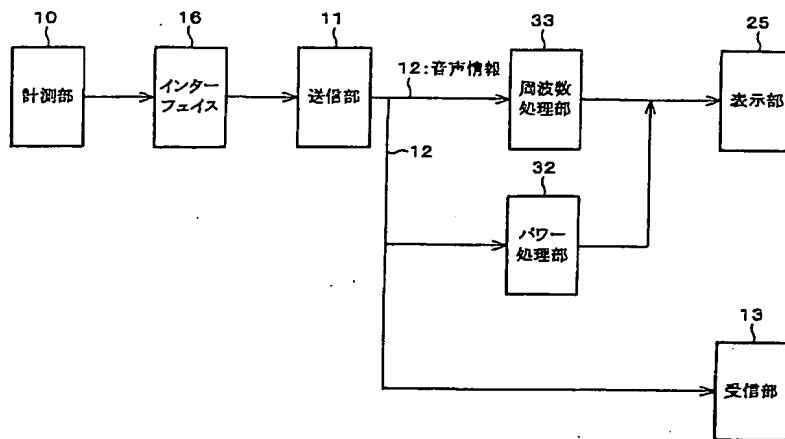 10
計測部
16
インター
フェイス
11
送信部
12:音声情報
12
33
周波数
処理部
32
パワー
処理部
25
表示部
13
受信部